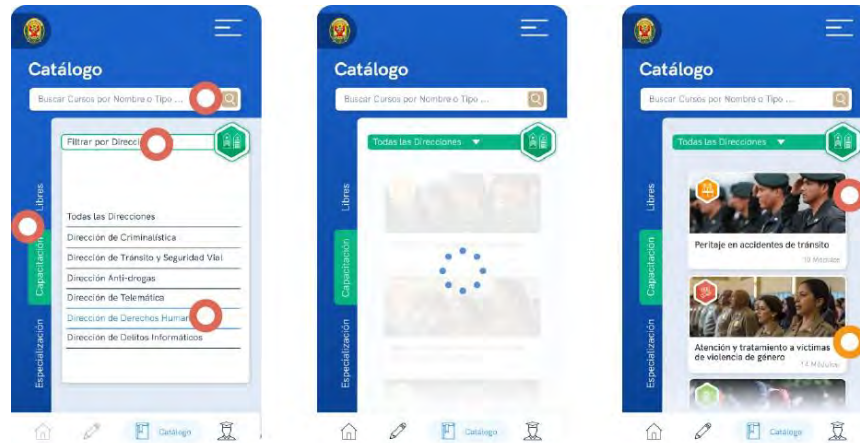 Catálogo
Buscar Cursos por Nombre o Tipo ...
Filtrar por Direcci
Libres
Capacitación
Especialización
Todas las Direcciones
Dirección de Criminalística
Dirección de Tránsito y Seguridad Vial
Dirección Anti-drogas
Dirección de Telemática
Dirección de Derechos Human
Dirección de Delitos Informáticos
Catálogo
Catálogo
Buscar Cursos por Nombre o Tipo ...
Todas las Direcciones
Libres
Capacitación
Especialización
Catálogo
Catálogo
Buscar Cursos por Nombre o Tipo ...
Todas las Direcciones
Libres
Capacitación
Especialización
Peritaje en accidentes de tránsito
10 Módulos
Atención y tratamiento a víctimas
de violencia de género
14 Módulos
Catálogo